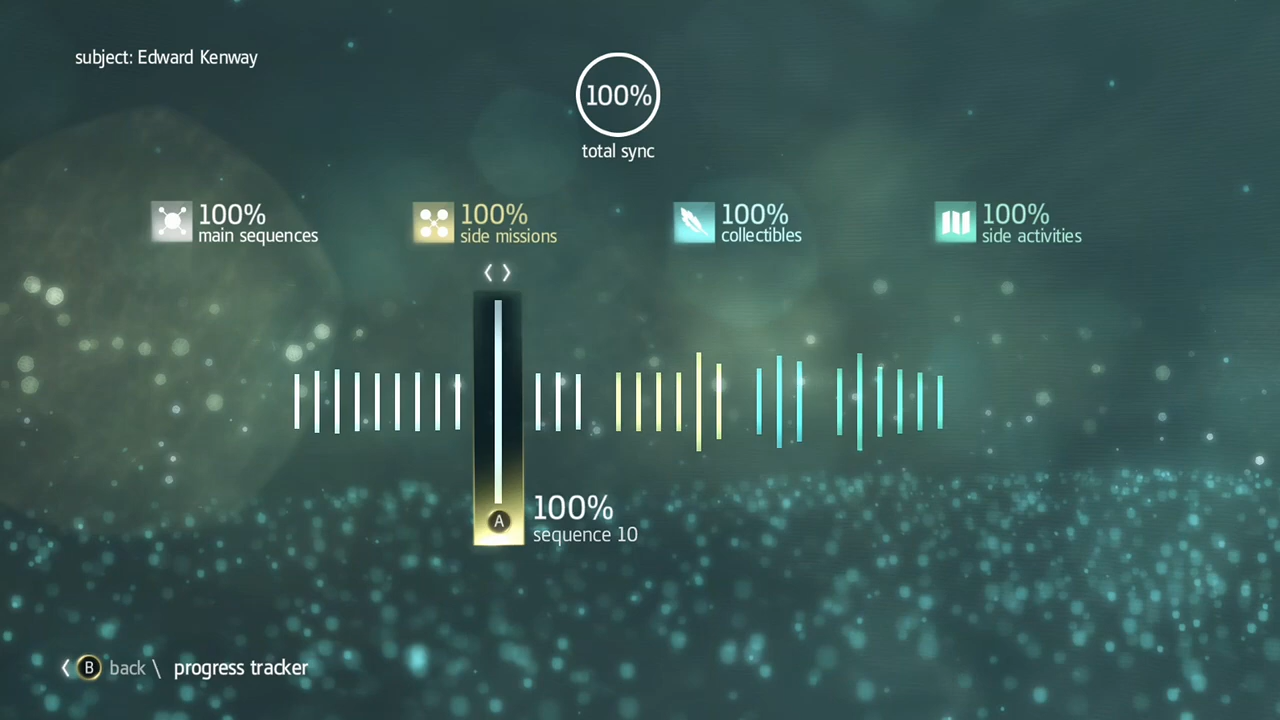 subject: Edward Kenway
100%
total sync
100%
main sequences
100%
side missions
100%
collectibles
100%
side activities
A
100%
sequence 10
B back \ progress tracker